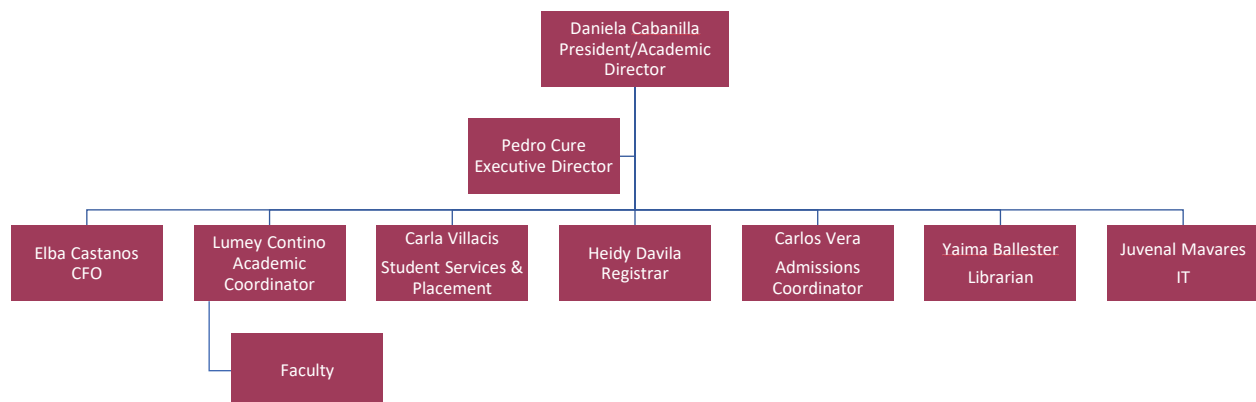 Daniela Cabanilla
President/Academic
Director
Pedro Cure
Executive Director
Elba Castanos
CFO
Lumey Contino
Academic
Coordinator
Carla Villacis
Student Services &
Placement
Heidy Davila
Registrar
Carlos Vera
Admissions
Coordinator
Yaima Ballester
Librarian
Juvenal Mavares
IT
Faculty